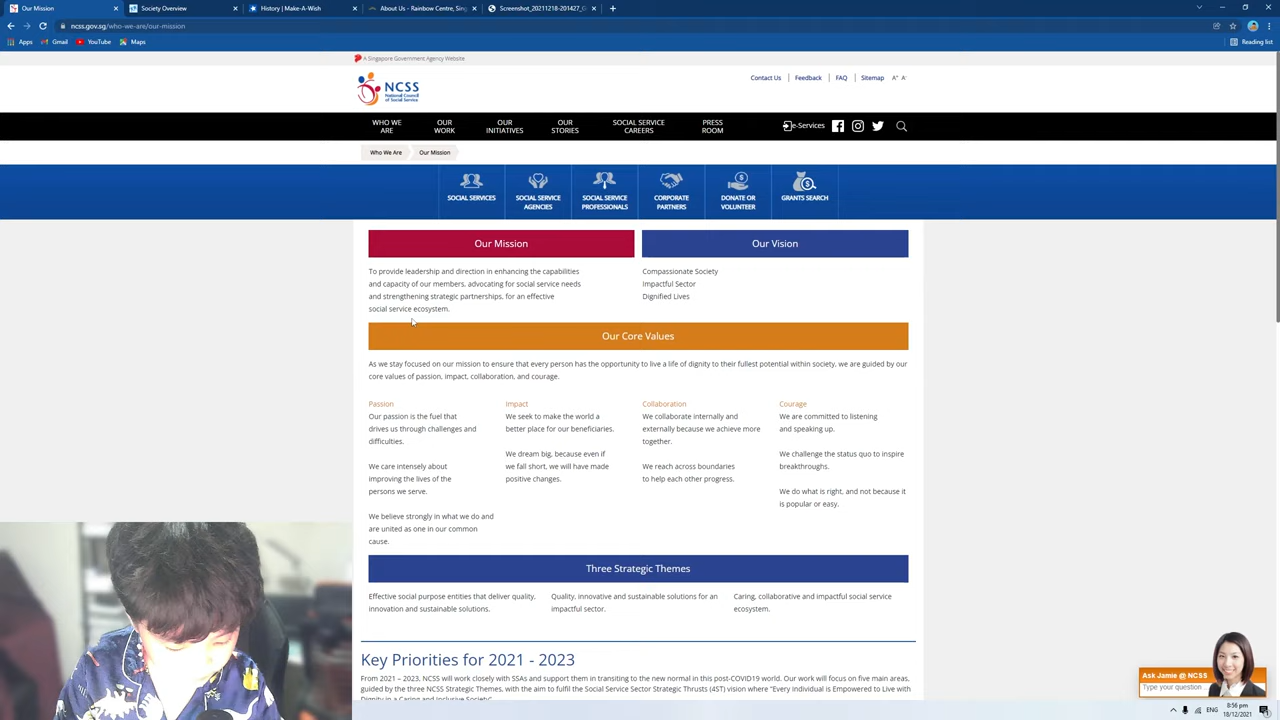 Our Mission
Society Overview
History | Make-A-Wish
About Us - Rainbow Centre, Sing
Screenshot_20211218-201427_G
ncss.gov.sg/who-we-are/our-mission
Apps
Gmail
YouTube
Maps
Reading list
A Singapore Government Agency Website
NCSS
National Council
of Social Service
Contact Us
Feedback
FAQ
Sitemap
A+ A-
WHO WE
ARE
OUR
WORK
OUR
INITIATIVES
OUR
STORIES
SOCIAL SERVICE
CAREERS
PRESS
ROOM
e-Services
Who We Are
Our Mission
SOCIAL SERVICES
SOCIAL SERVICE
AGENCIES
SOCIAL SERVICE
PROFESSIONALS
CORPORATE
PARTNERS
DONATE OR
VOLUNTEER
GRANTS SEARCH
Our Mission
To provide leadership and direction in enhancing the capabilities
and capacity of our members, advocating for social service needs
and strengthening strategic partnerships, for an effective
social service ecosystem.
Our Vision
Compassionate Society
Impactful Sector
Dignified Lives
Our Core Values
As we stay focused on our mission to ensure that every person has the opportunity to live a life of dignity to their fullest potential within society, we are guided by our
core values of passion, impact, collaboration, and courage.
Passion
Our passion is the fuel that
drives us through challenges and
difficulties.
We care intensely about
improving the lives of the
persons we serve.
We believe strongly in what we do and
are united as one in our common
cause.
Impact
We seek to make the world a
better place for our beneficiaries.
We dream big, because even if
we fall short, we will have made
positive changes.
Collaboration
We collaborate internally and
externally because we achieve more
together.
We reach across boundaries
to help each other progress.
Courage
We are committed to listening
and speaking up.
We challenge the status quo to inspire
breakthroughs.
We do what is right, and not because it
is popular or easy.
Three Strategic Themes
Effective social purpose entities that deliver quality,
innovation and sustainable solutions.
Quality, innovative and sustainable solutions for an
impactful sector.
Caring, collaborative and impactful social service
ecosystem.
Key Priorities for 2021 - 2023
From 2021 – 2023, NCSS will work closely with SSAs and support them in transiting to the new normal in this post-COVID19 world. Our work will focus on five main areas,
guided by the three NCSS Strategic Themes, with the aim to fulfil the Social Service Sector Strategic Thrusts (4ST) vision where "Every Individual is Empowered to Live with
Dignity in a Caring and Inclusive Society".
Ask Jamie @ NCSS
Type your question
ENG
8:56 pm
18/12/2021